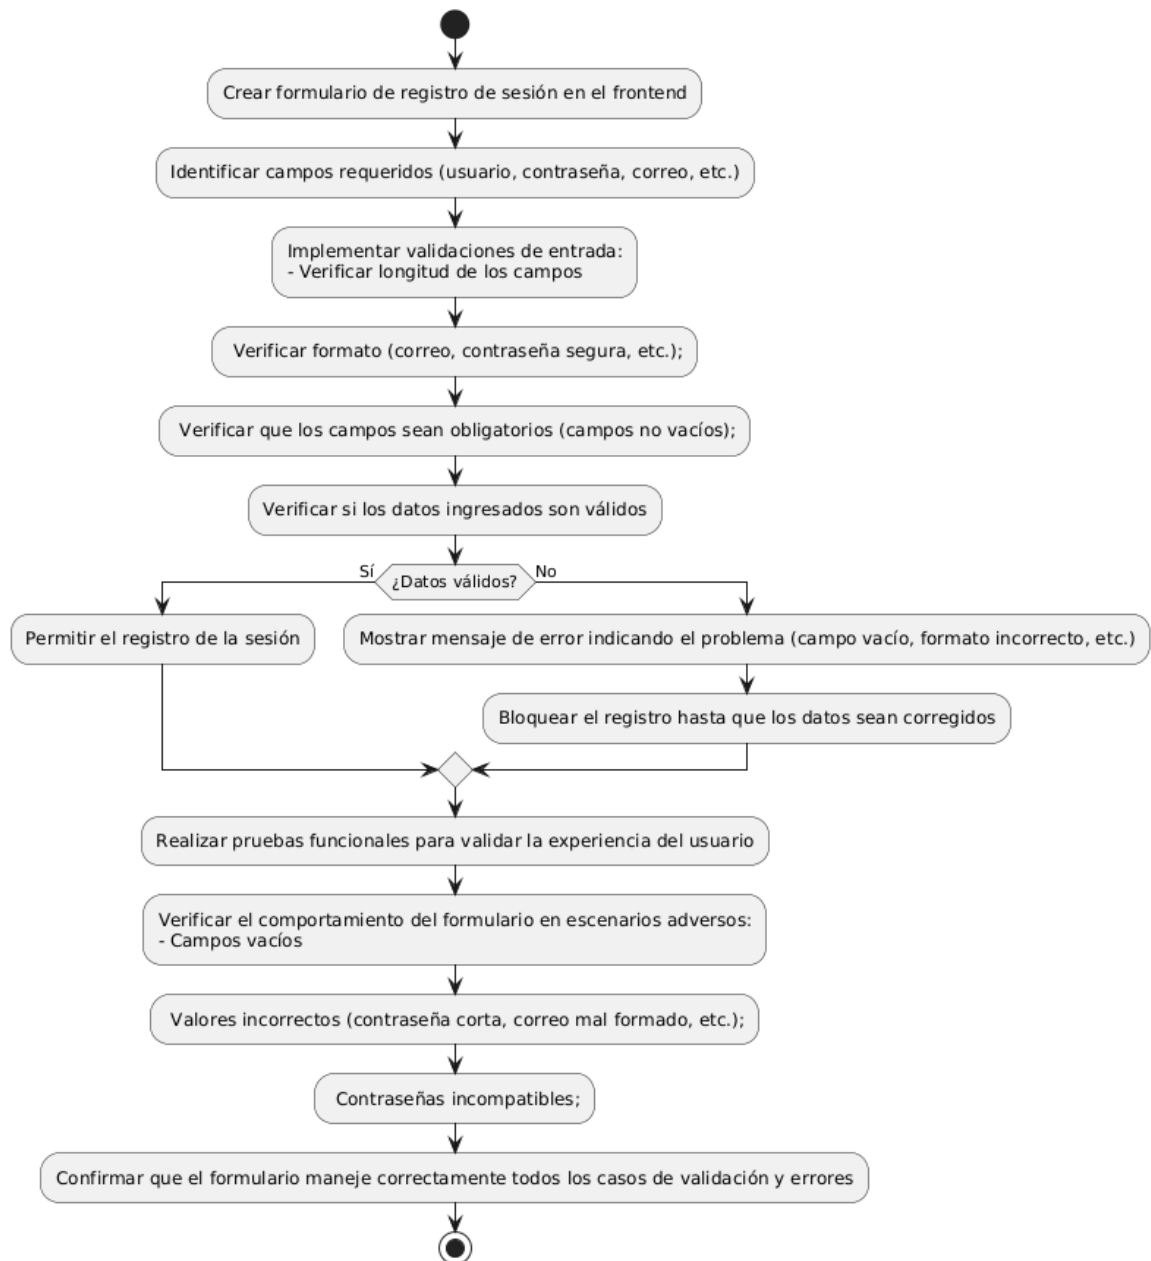 Crear formulario de registro de sesión en el frontend
Identificar campos requeridos (usuario, contraseña, correo, etc.)
Implementar validaciones de entrada:
- Verificar longitud de los campos
Verificar formato (correo, contraseña segura, etc.);
Verificar que los campos sean obligatorios (campos no vacíos);
Verificar si los datos ingresados son válidos
Sí
¿Datos válidos?
No
Permitir el registro de la sesión
Mostrar mensaje de error indicando el problema (campo vacío, formato incorrecto, etc.)
Bloquear el registro hasta que los datos sean corregidos
Realizar pruebas funcionales para validar la experiencia del usuario
Verificar el comportamiento del formulario en escenarios adversos:
- Campos vacíos
Valores incorrectos (contraseña corta, correo mal formado, etc.);
Contraseñas incompatibles;
Confirmar que el formulario maneje correctamente todos los casos de validación y errores